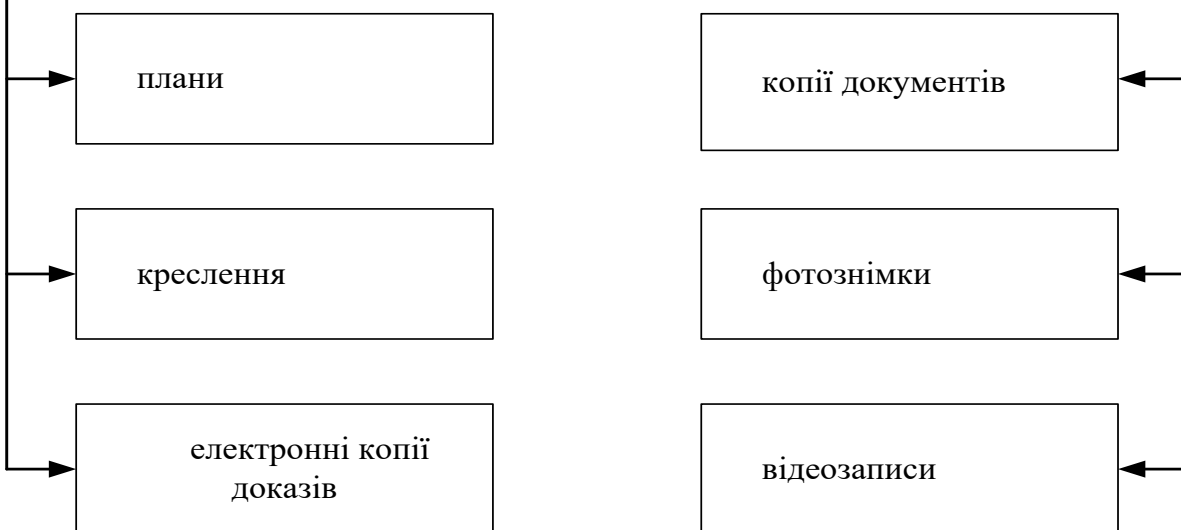 плани
копії документів
креслення
фотознімки
електронні копії
доказів
відеозаписи